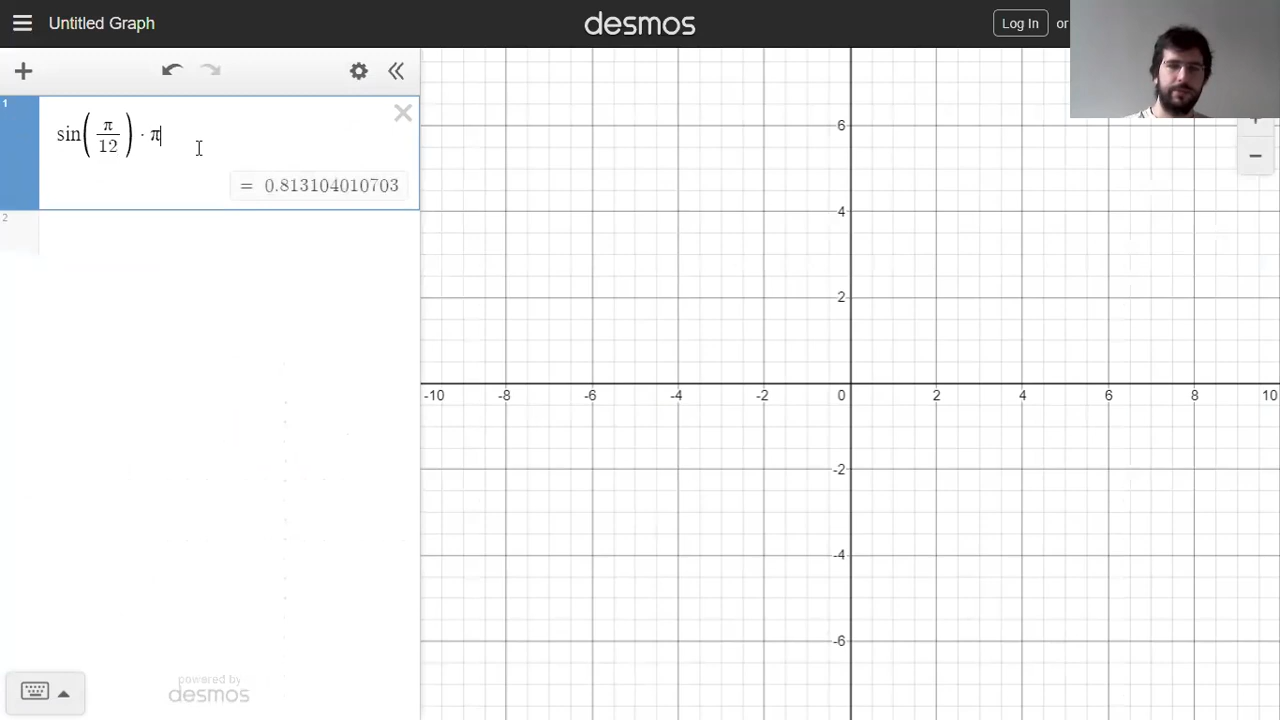 Untitled Graph
desmos
Log In or
1
sin(π/12) · π
= 0.813104010703
2
powered by
desmos
6
4
2
-10 -8 -6 -4 -2 0 2 4 6 8 10
-2
-4
-6